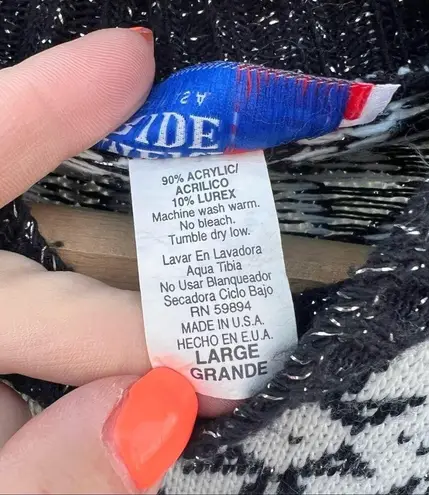 90% ACRYLIC/
ACRILICO
10% LUREX
Machine wash warm.
No bleach.
Tumble dry low.
Lavar En Lavadora
Aqua Tibia
No Usar Blanqueador
Secadora Ciclo Bajo
RN 59894
MADE IN U.S.A.
HECHO EN E.U.A.
LARGE
GRANDE